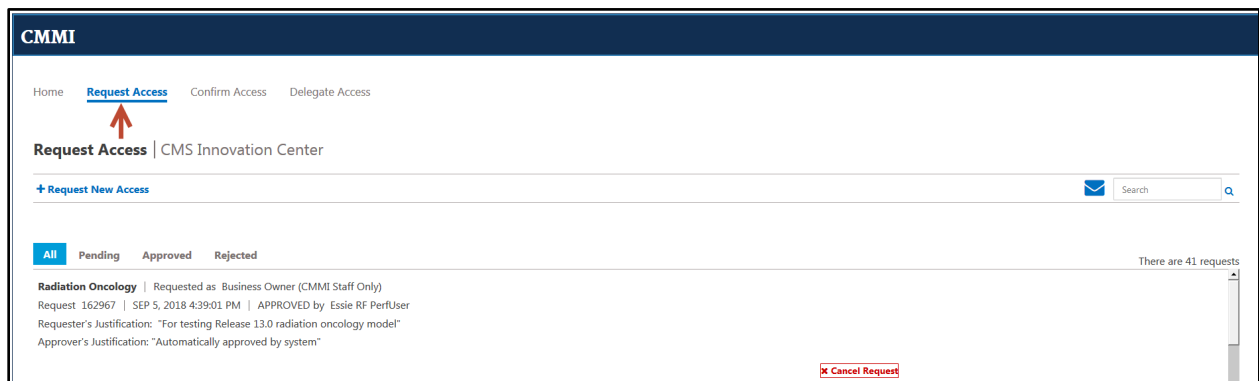 CMMI
Home Request Access Confirm Access Delegate Access
Request Access | CMS Innovation Center
+ Request New Access Search
All Pending Approved Rejected
There are 41 requests
Radiation Oncology | Requested as Business Owner (CMMI Staff Only)
Request 162967 | SEP 5, 2018 4:39:01 PM | APPROVED by Essie RF PerfUser
Requester's Justification: "For testing Release 13.0 radiation oncology model"
Approver's Justification: "Automatically approved by system"
x Cancel Request